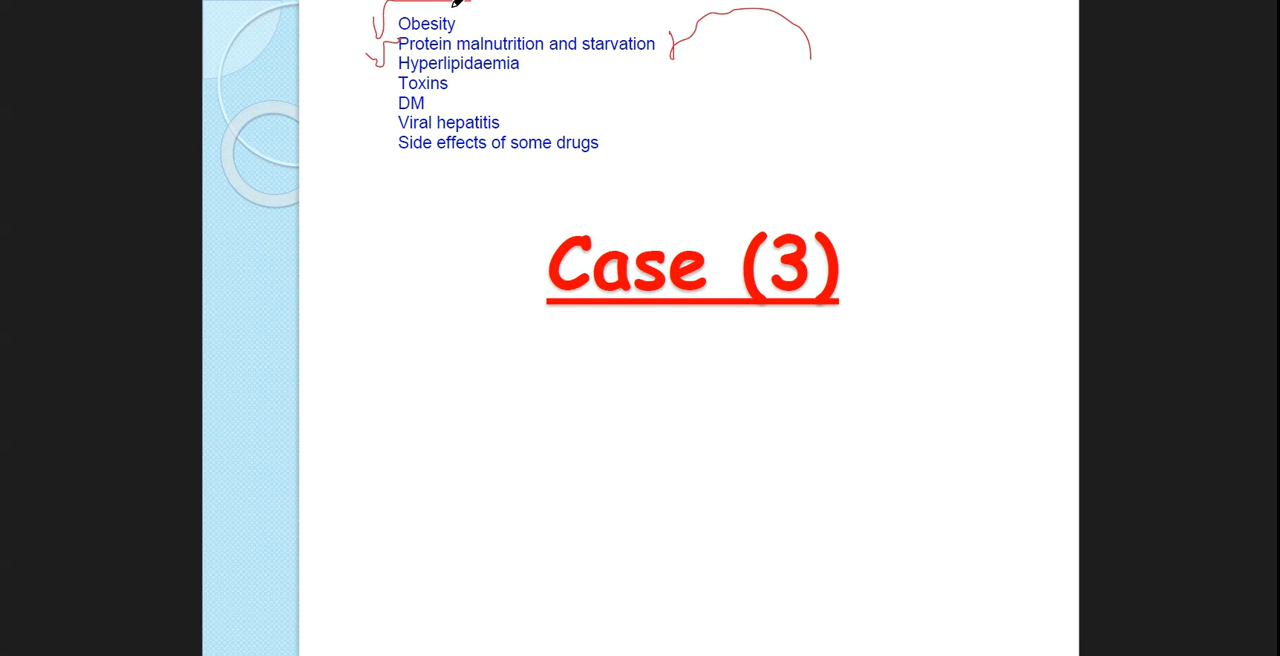 Obesity
Protein malnutrition and starvation
Hyperlipidaemia
Toxins
DM
Viral hepatitis
Side effects of some drugs
Case (3)